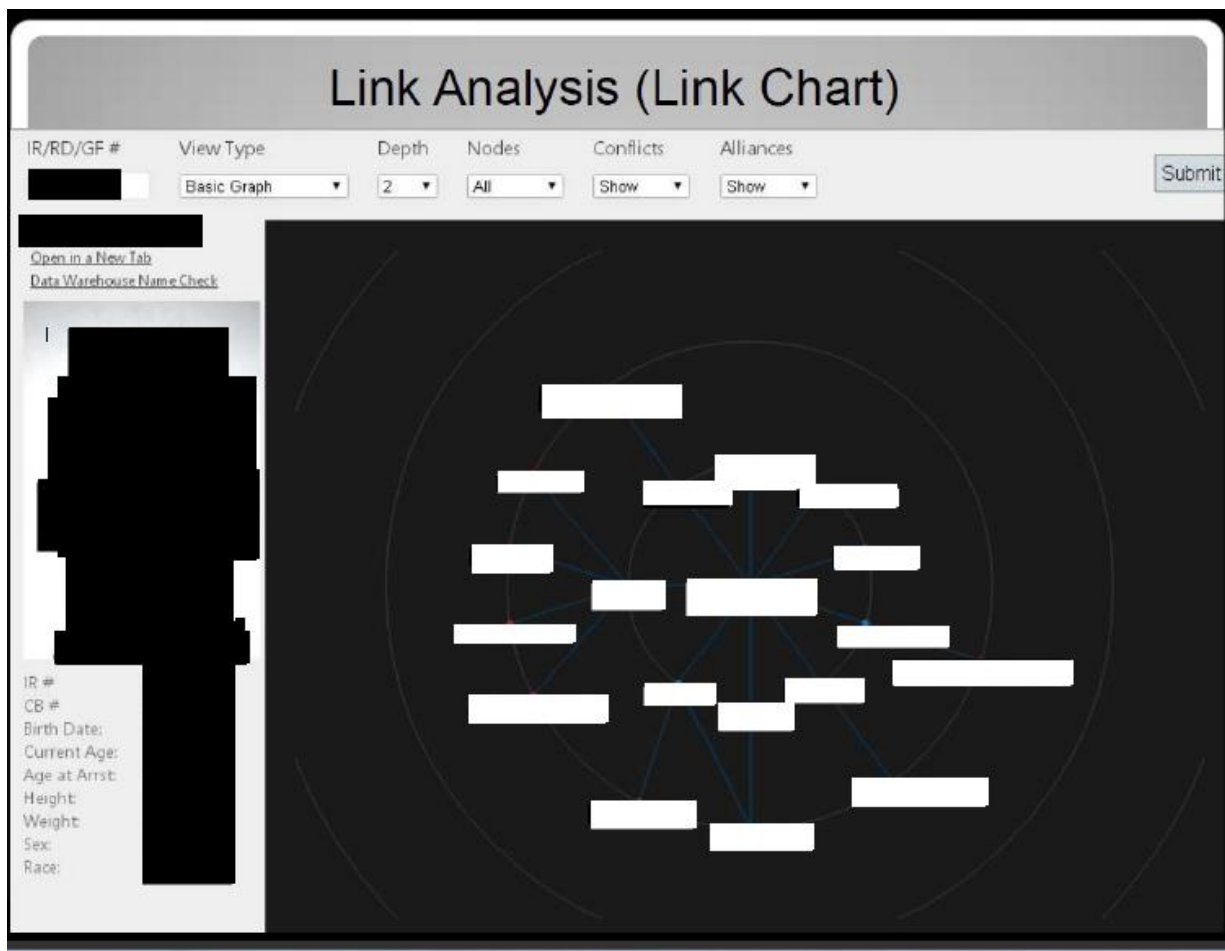 Link Analysis (Link Chart)
IR/RD/GF # View Type Depth Nodes Conflicts Alliances
Basic Graph 2 All Show Show Submit
Open in a New Tab
Data Warehouse Name Check
IR #
CB #
Birth Date:
Current Age:
Age at Arrst:
Height:
Weight:
Sex:
Race: